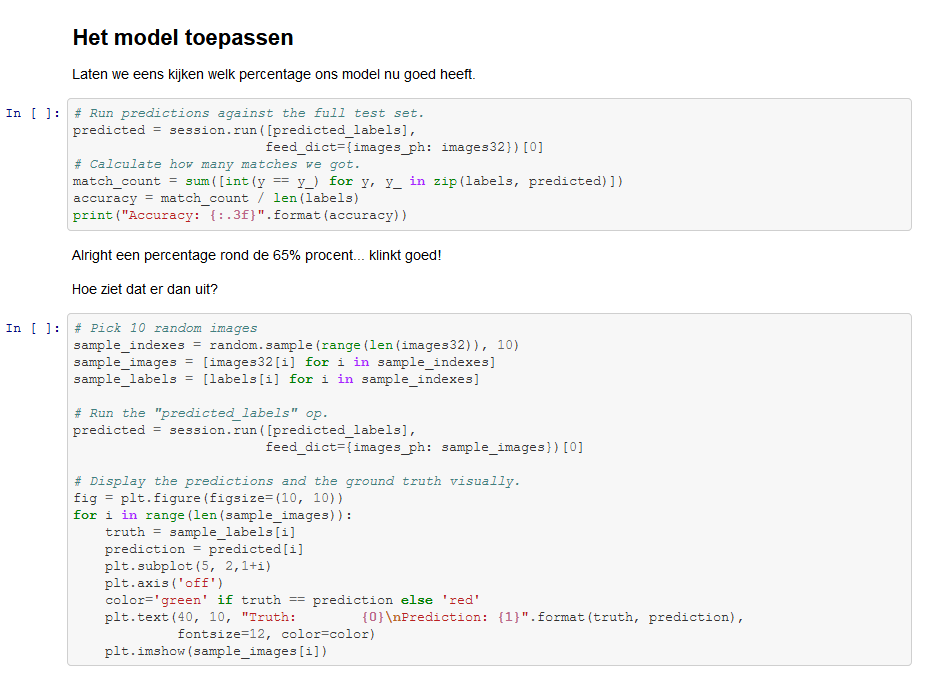 Het model toepassen
Laten we eens kijken welk percentage ons model nu goed heeft.
In [ ]:
# Run predictions against the full test set.
predicted = session.run([predicted_labels],
                        feed_dict={images_ph: images32})[0]
# Calculate how many matches we got.
match_count = sum([int(y == y_) for y, y_ in zip(labels, predicted)])
accuracy = match_count / len(labels)
print("Accuracy: {:.3f}".format(accuracy))
Alright een percentage rond de 65% procent... klinkt goed!
Hoe ziet dat er dan uit?
In [ ]:
# Pick 10 random images
sample_indexes = random.sample(range(len(images32)), 10)
sample_images = [images32[i] for i in sample_indexes]
sample_labels = [labels[i] for i in sample_indexes]
# Run the "predicted_labels" op.
predicted = session.run([predicted_labels],
                        feed_dict={images_ph: sample_images})[0]
# Display the predictions and the ground truth visually.
fig = plt.figure(figsize=(10, 10))
for i in range(len(sample_images)):
    truth = sample_labels[i]
    prediction = predicted[i]
    plt.subplot(5, 2,1+i)
    plt.axis('off')
    color='green' if truth == prediction else 'red'
    plt.text(40, 10, "Truth:        {0}\nPrediction: {1}".format(truth, prediction),
             fontsize=12, color=color)
    plt.imshow(sample_images[i])